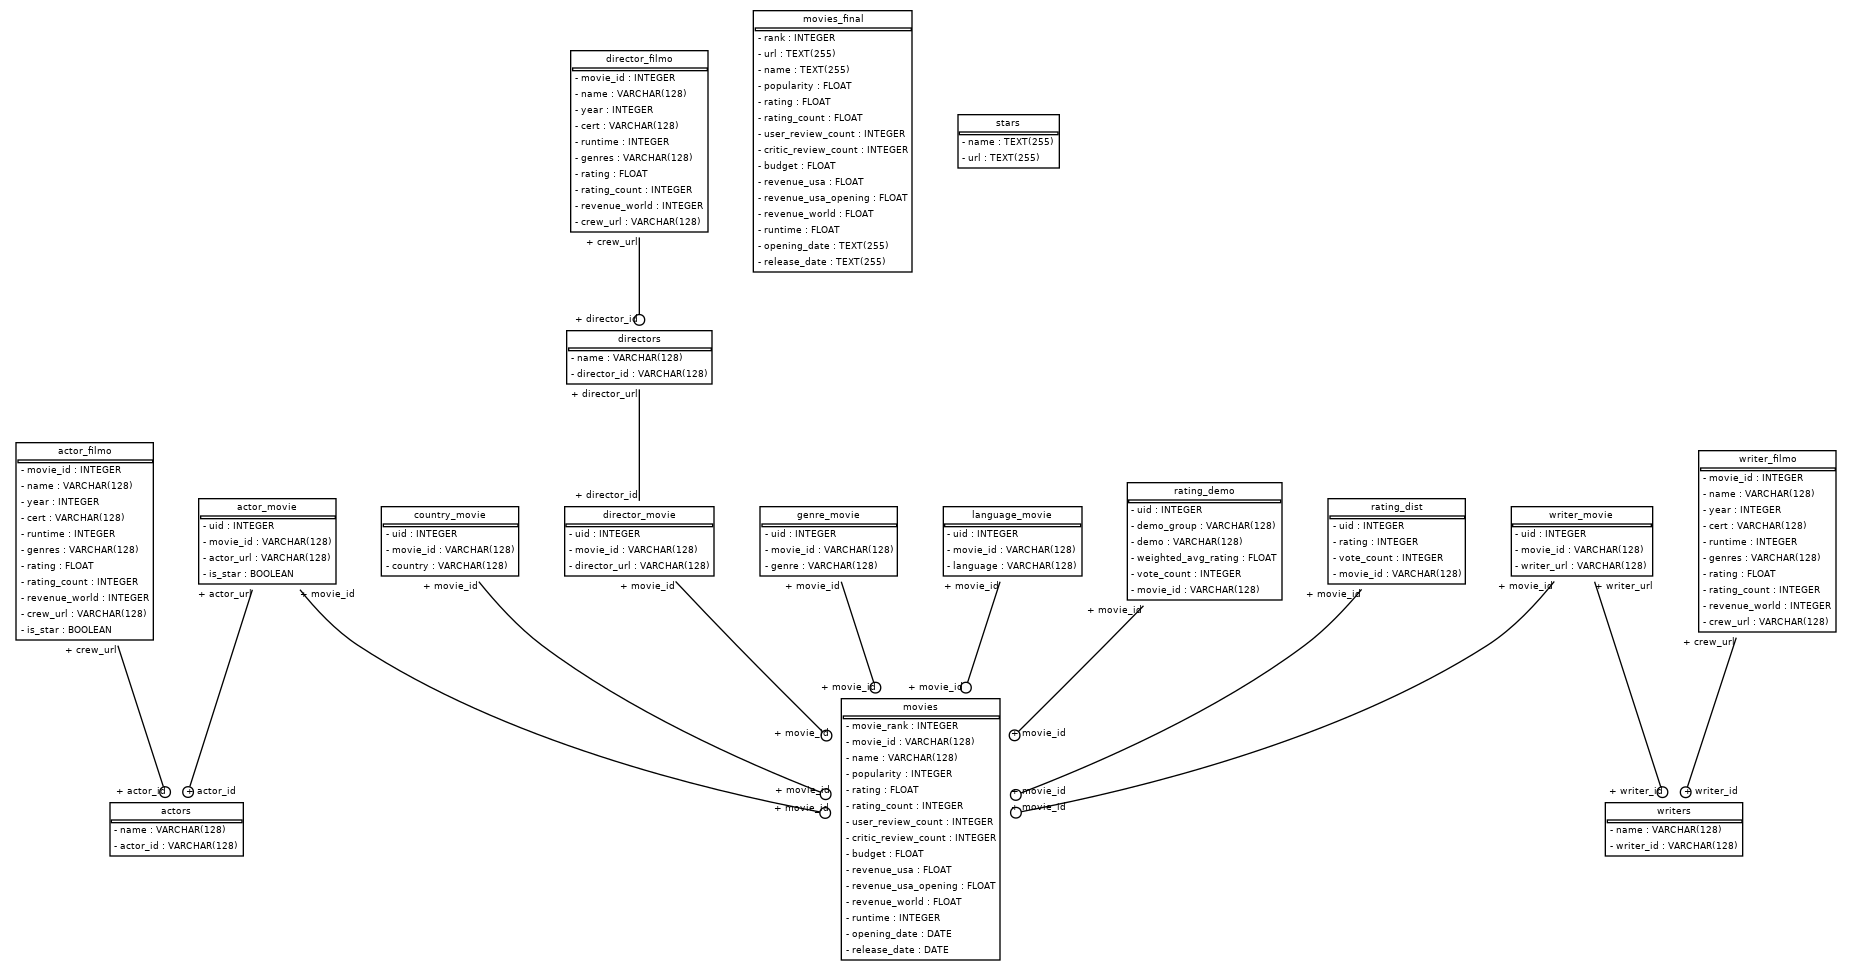 movies_final
- rank : INTEGER
- url : TEXT(255)
- name : TEXT(255)
- popularity : FLOAT
- rating : FLOAT
- rating_count : FLOAT
- user_review_count : INTEGER
- critic_review_count : INTEGER
- budget : FLOAT
- revenue_usa : FLOAT
- revenue_usa_opening : FLOAT
- revenue_world : FLOAT
- runtime : FLOAT
- opening_date : TEXT(255)
- release_date : TEXT(255)
director_filmo
- movie_id : INTEGER
- name : VARCHAR(128)
- year : INTEGER
- cert : VARCHAR(128)
- runtime : INTEGER
- genres : VARCHAR(128)
- rating : FLOAT
- rating_count : INTEGER
- revenue_world : INTEGER
- crew_url : VARCHAR(128)
+ crew_url
stars
- name : TEXT(255)
- url : TEXT(255)
+ director_id
directors
- name : VARCHAR(128)
- director_id : VARCHAR(128)
+ director_url
+ director_id
actor_filmo
- movie_id : INTEGER
- name : VARCHAR(128)
- year : INTEGER
- cert : VARCHAR(128)
- runtime : INTEGER
- genres : VARCHAR(128)
- rating : FLOAT
- rating_count : INTEGER
- revenue_world : INTEGER
- crew_url : VARCHAR(128)
- is_star : BOOLEAN
+ crew_url
actor_movie
- uid : INTEGER
- movie_id : VARCHAR(128)
- actor_url : VARCHAR(128)
- is_star : BOOLEAN
+ actor_url
+ movie_id
country_movie
- uid : INTEGER
- movie_id : VARCHAR(128)
- country : VARCHAR(128)
+ movie_id
director_movie
- uid : INTEGER
- movie_id : VARCHAR(128)
- director_url : VARCHAR(128)
+ movie_id
genre_movie
- uid : INTEGER
- movie_id : VARCHAR(128)
- genre : VARCHAR(128)
+ movie_id
language_movie
- uid : INTEGER
- movie_id : VARCHAR(128)
- language : VARCHAR(128)
+ movie_id
rating_demo
- uid : INTEGER
- demo_group : VARCHAR(128)
- demo : VARCHAR(128)
- weighted_avg_rating : FLOAT
- vote_count : INTEGER
- movie_id : VARCHAR(128)
+ movie_id
rating_dist
- uid : INTEGER
- rating : INTEGER
- vote_count : INTEGER
- movie_id : VARCHAR(128)
+ movie_id
writer_movie
- uid : INTEGER
- movie_id : VARCHAR(128)
- writer_url : VARCHAR(128)
+ movie_id
+ writer_url
writer_filmo
- movie_id : INTEGER
- name : VARCHAR(128)
- year : INTEGER
- cert : VARCHAR(128)
- runtime : INTEGER
- genres : VARCHAR(128)
- rating : FLOAT
- rating_count : INTEGER
- revenue_world : INTEGER
- crew_url : VARCHAR(128)
+ crew_url
+ movie_id
+ movie_id
+ movie_id
+ movie_id
+ movie_id
+ movie_id
+ movie_id
+ movie_id
+ actor_id
+ actor_id
actors
- name : VARCHAR(128)
- actor_id : VARCHAR(128)
movies
- movie_rank : INTEGER
- movie_id : VARCHAR(128)
- name : VARCHAR(128)
- popularity : INTEGER
- rating : FLOAT
- rating_count : INTEGER
- user_review_count : INTEGER
- critic_review_count : INTEGER
- budget : FLOAT
- revenue_usa : FLOAT
- revenue_usa_opening : FLOAT
- revenue_world : FLOAT
- runtime : INTEGER
- opening_date : DATE
- release_date : DATE
+ writer_id
+ writer_id
writers
- name : VARCHAR(128)
- writer_id : VARCHAR(128)